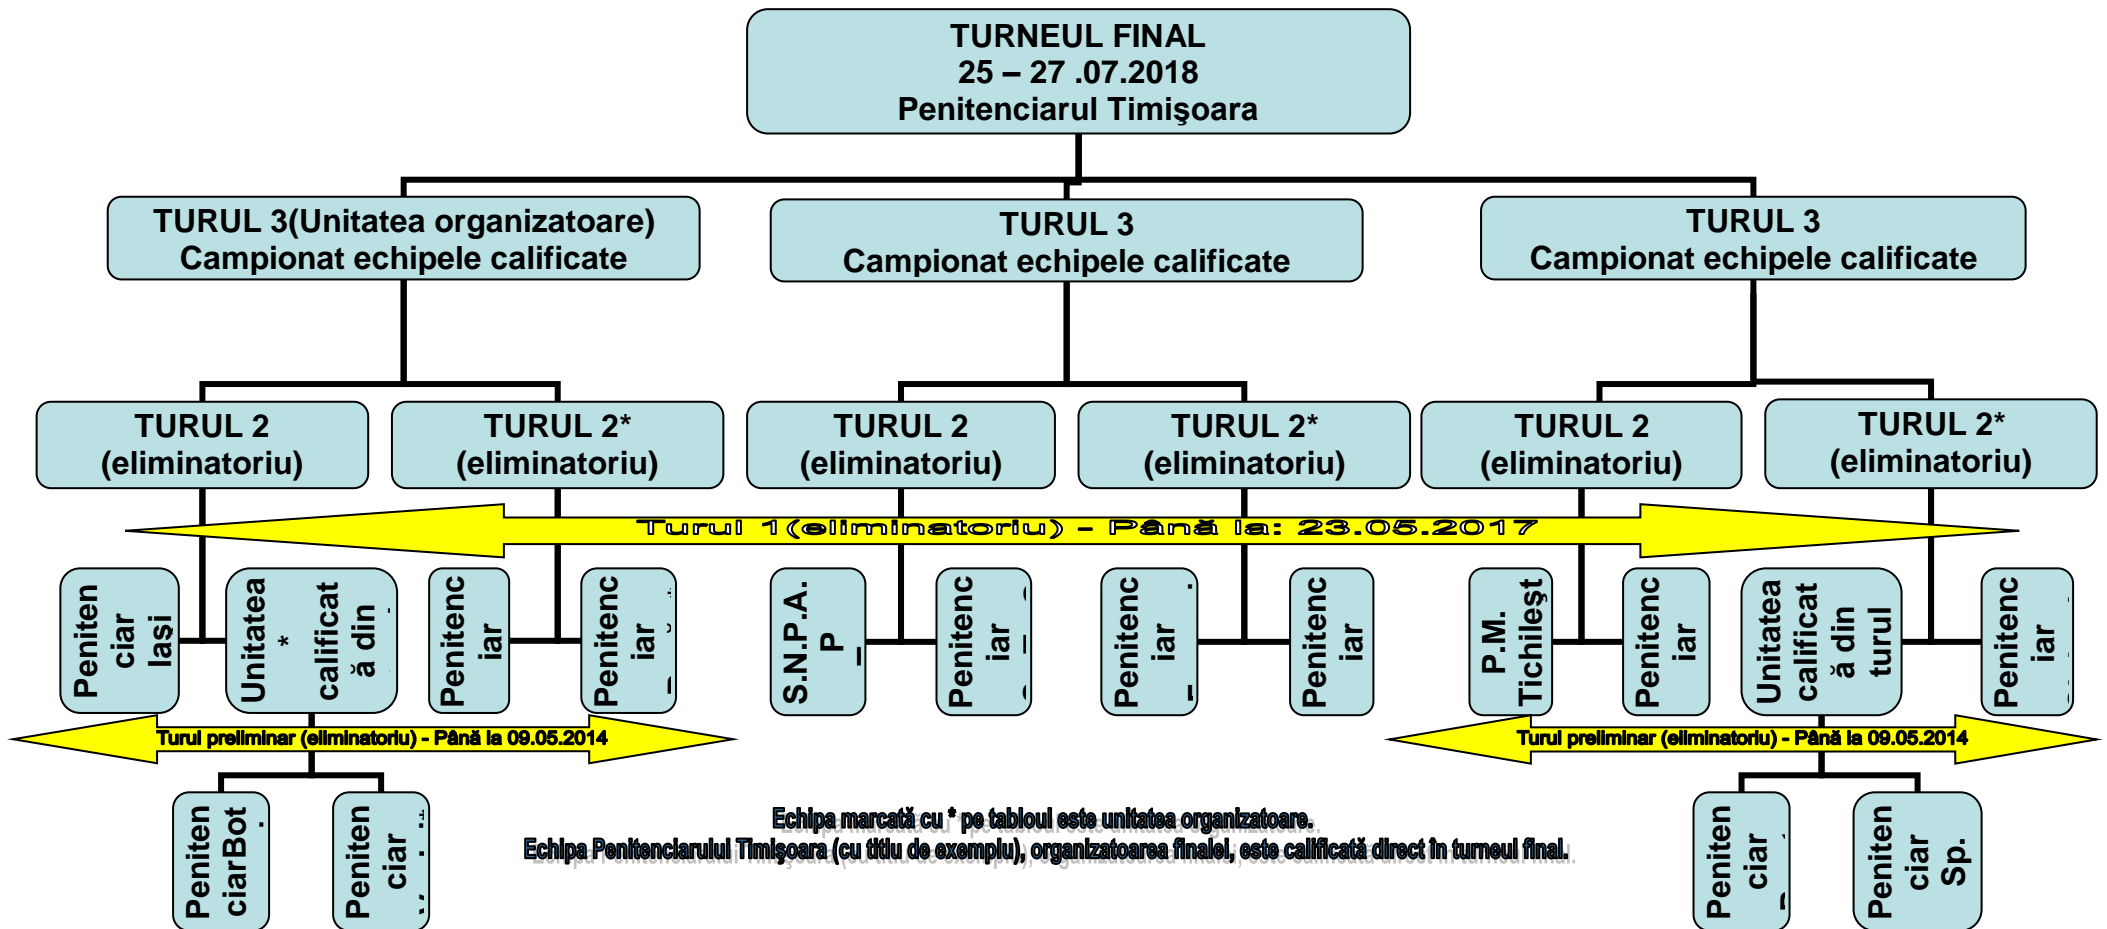 TURNEUL FINAL
25 – 27 .07.2018
Penitenciarul Timişoara
TURUL 3(Unitatea organizatoare)
Campionat echipele calificate
TURUL 3
Campionat echipele calificate
TURUL 3
Campionat echipele calificate
TURUL 2
(eliminatoriu)
TURUL 2*
(eliminatoriu)
TURUL 2
(eliminatoriu)
TURUL 2*
(eliminatoriu)
TURUL 2
(eliminatoriu)
TURUL 2*
(eliminatoriu)
Turul 1(eliminatoriu) - Până la: 23.05.2017
Peniten
ciar
Iaşi
Unitatea
*
calificat
ă din
Penitenc
iar
Penitenc
iar
S.N.P.A.
P
Penitenc
iar
Penitenc
iar
Penitenc
iar
P.M.
Tichileşt
Penitenc
iar
Unitatea
calificat
ă din
turul
Penitenc
iar
Turul preliminar (eliminatoriu) - Până la 09.05.2014
Turul preliminar (eliminatoriu) - Până la 09.05.2014
Peniten
ciarBot
Peniten
ciar
Peniten
ciar
Peniten
ciar
Sp.
Echipa marcată cu * pe tabloul este unitatea organizatoare.
Echipa Penitenciarului Timişoara (cu titlu de exemplu), organizatoarea finalei, este calificată direct în turneul final.